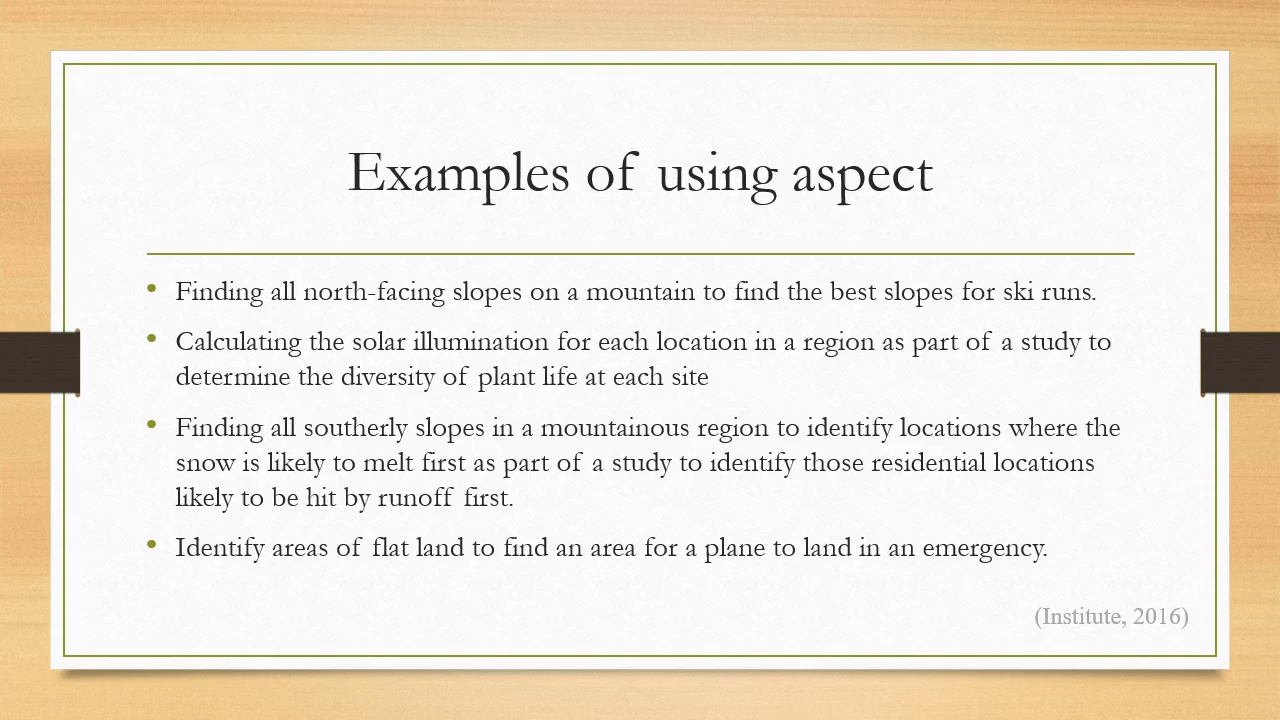 Examples of using aspect
• Finding all north-facing slopes on a mountain to find the best slopes for ski runs.
• Calculating the solar illumination for each location in a region as part of a study to
determine the diversity of plant life at each site
• Finding all southerly slopes in a mountainous region to identify locations where the
snow is likely to melt first as part of a study to identify those residential locations
likely to be hit by runoff first.
• Identify areas of flat land to find an area for a plane to land in an emergency.
(Institute, 2016)